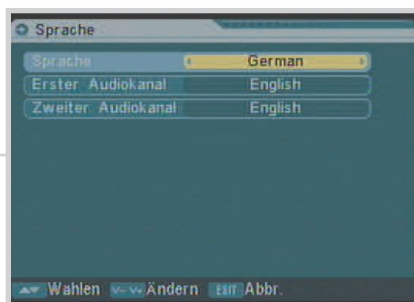 Sprache
Sprache German
Erster Audiokanal English
Zweiter Audiokanal English
Wahlen V- V+ Ändern EXIT Abbr.